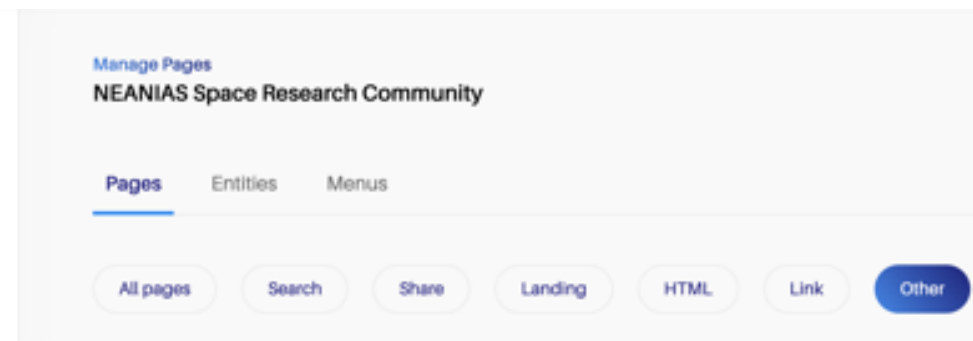 Manage Pages
NEANIAS Space Research Community
Pages Entities Menus
All pages Search Share Landing HTML Link Other